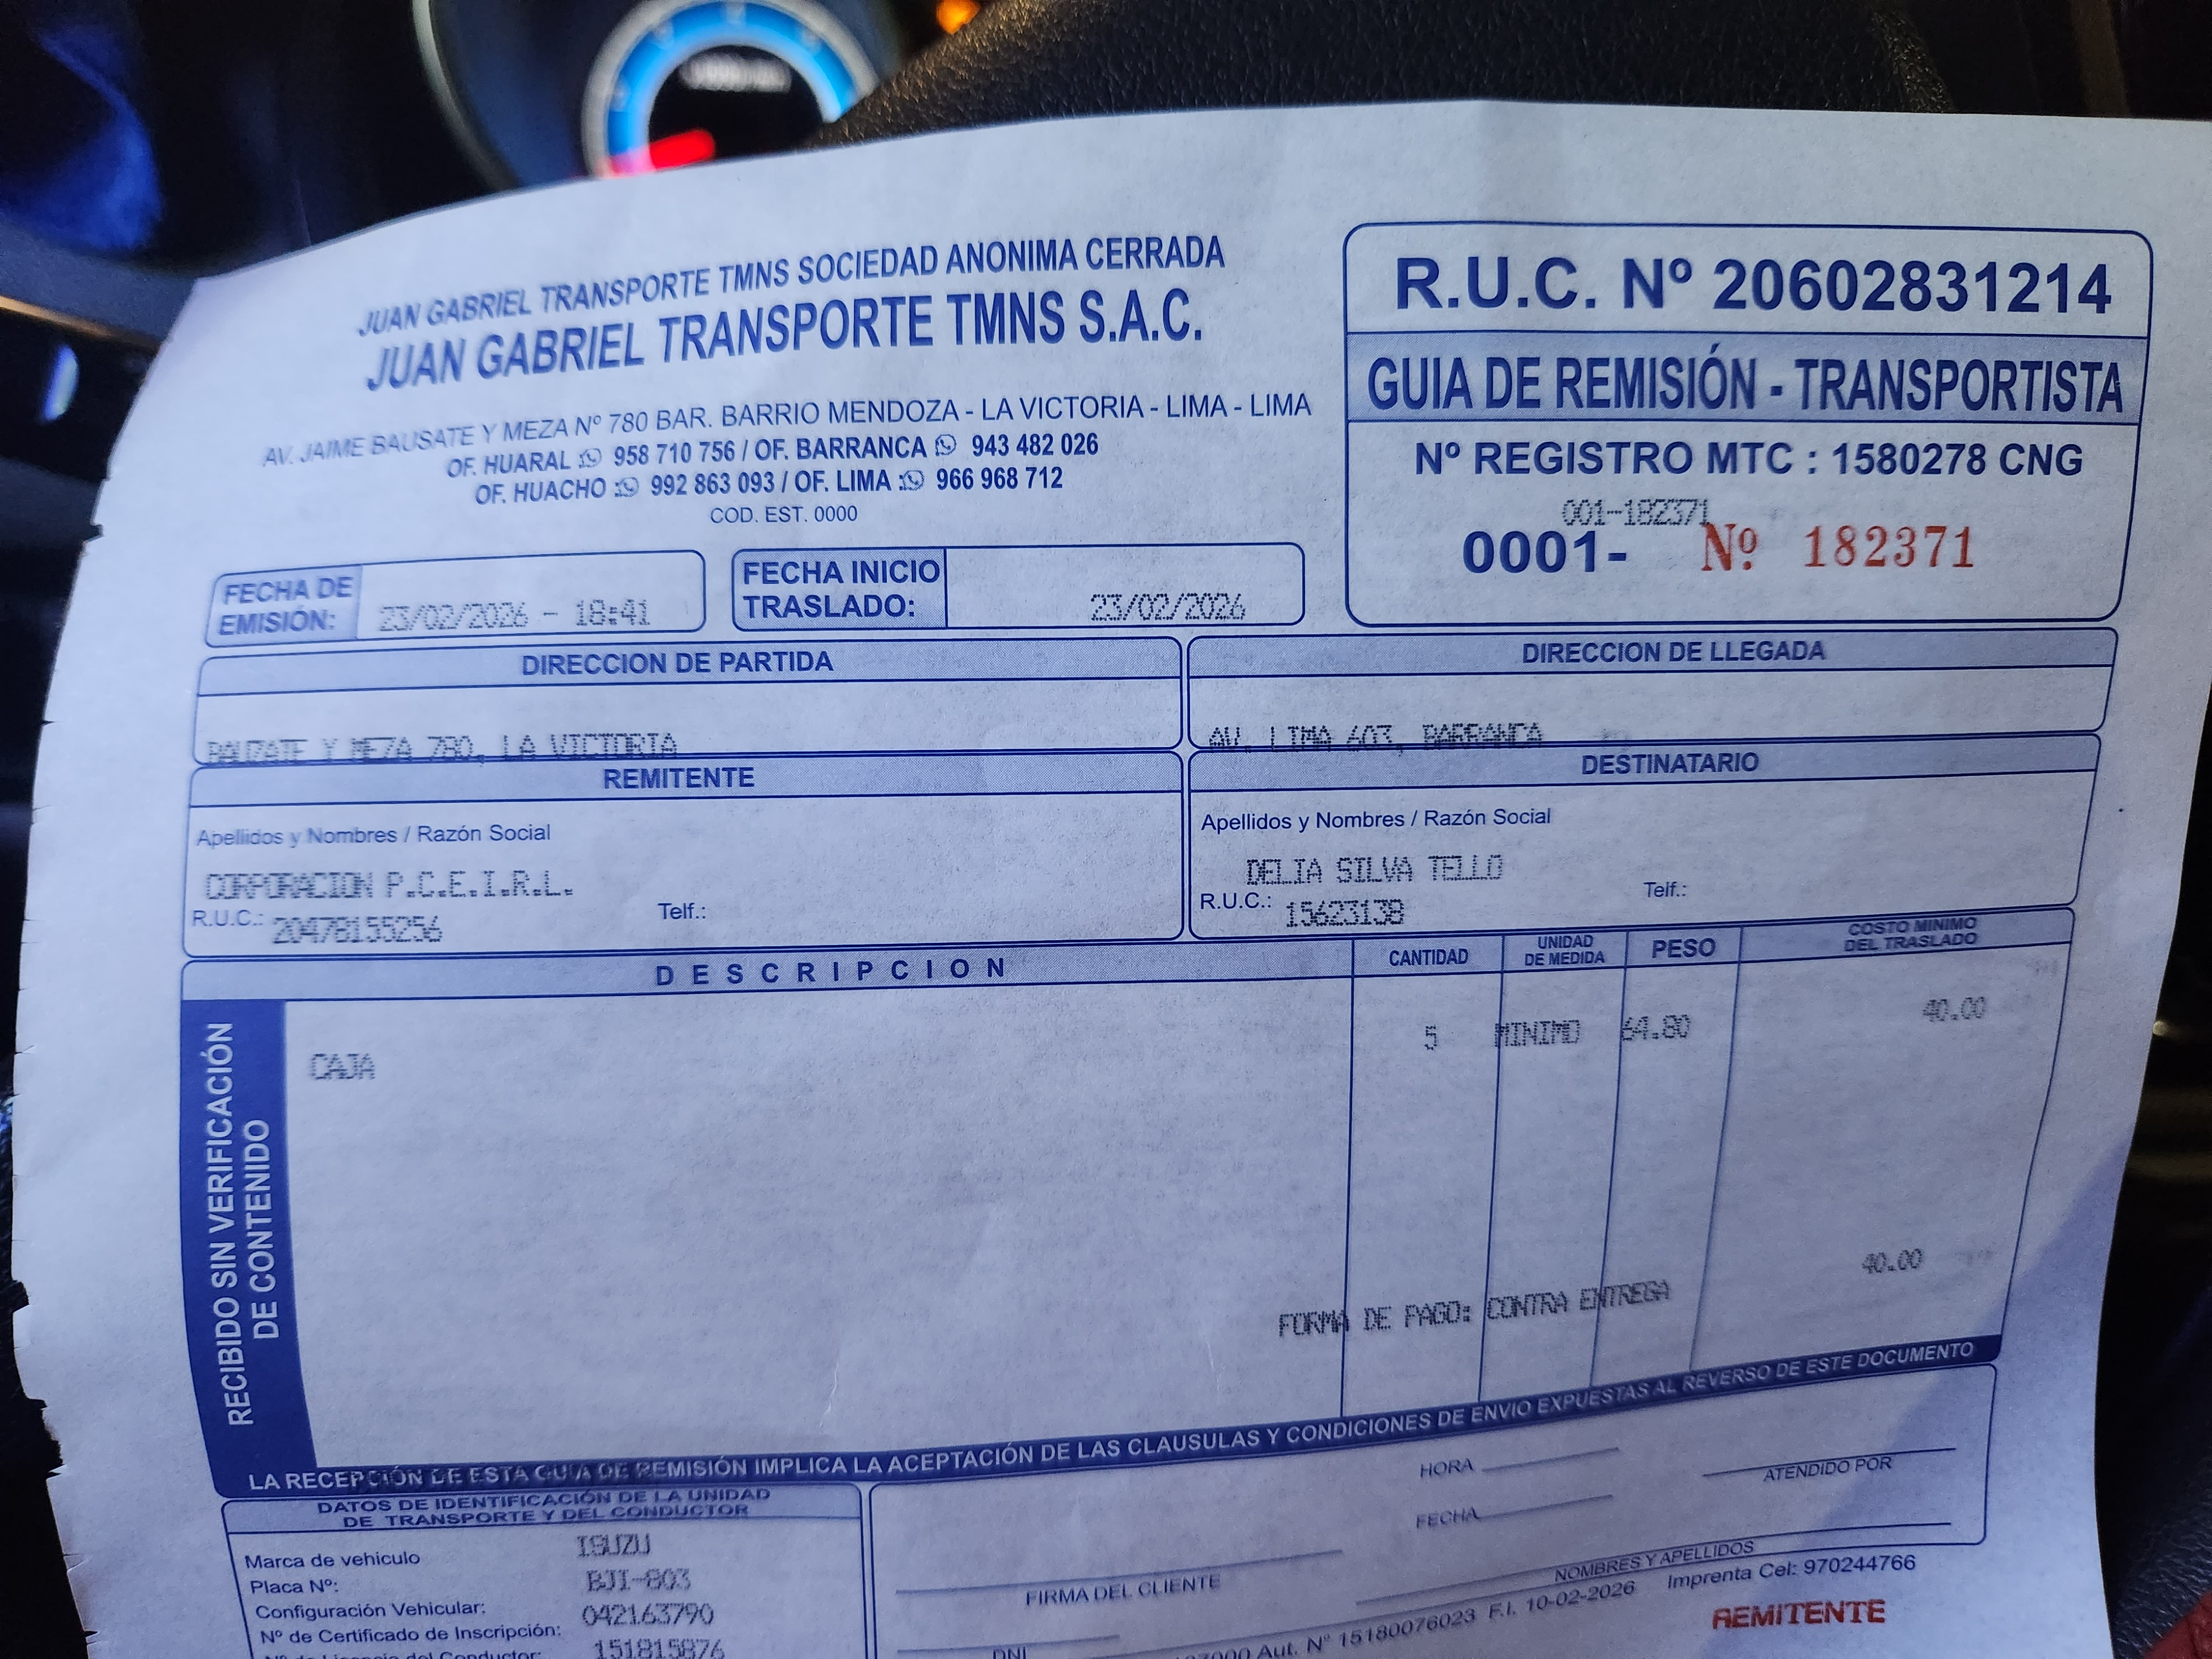 JUAN GABRIEL TRANSPORTE TMNS SOCIEDAD ANONIMA CERRADA
JUAN GABRIEL TRANSPORTE TMNS S.A.C.
AV. JAIME BAUSATE Y MEZA Nº 780 BAR. BARRIO MENDOZA - LA VICTORIA - LIMA - LIMA
OF. HUARAL : 958 710 756 / OF. BARRANCA 943 482 026
OF. HUACHO : 992 863 093 / OF. LIMA : 966 968 712
COD. EST. 0000
R.U.C. Nº 20602831214
GUIA DE REMISIÓN - TRANSPORTISTA
Nº REGISTRO MTC : 1580278 CNG
001-182371
0001- Nº 182371
FECHA DE EMISIÓN: 23/02/2026 - 18:41
FECHA INICIO TRASLADO: 23/02/2026
DIRECCION DE PARTIDA
BAUZATE Y MEZA 780, LA VICTORIA
DIRECCION DE LLEGADA
AV. LIMA 603, BARRANCA
REMITENTE
Apellidos y Nombres / Razón Social
CORPORACION P.C.E.I.R.L.
R.U.C.: 20478155256 Telf.:
DESTINATARIO
Apellidos y Nombres / Razón Social
DELIA SILVA TELLO
R.U.C.: 15623138 Telf.:
DESCRIPCION CANTIDAD UNIDAD DE MEDIDA PESO COSTO MINIMO DEL TRASLADO
CAJA 5 MINIMO 64.80 40.00
40.00
FORMA DE PAGO: CONTRA ENTREGA
RECIBIDO SIN VERIFICACIÓN
DE CONTENIDO
LA RECEPCIÓN DE ESTA GUIA DE REMISIÓN IMPLICA LA ACEPTACIÓN DE LAS CLAUSULAS Y CONDICIONES DE ENVIO EXPUESTAS AL REVERSO DE ESTE DOCUMENTO
DATOS DE IDENTIFICACIÓN DE LA UNIDAD
DE TRANSPORTE Y DEL CONDUCTOR
Marca de vehiculo ISUZU
Placa Nº: BJI-803
Configuración Vehicular: 042163790
Nº de Certificado de Inscripción: 151815876
Nº de Licencia del Conductor:
HORA
FECHA
ATENDIDO POR
FIRMA DEL CLIENTE
NOMBRES Y APELLIDOS
DNI
Aut. Nº 15180076023 F.I. 10-02-2026 Imprenta Cel: 970244766
REMITENTE